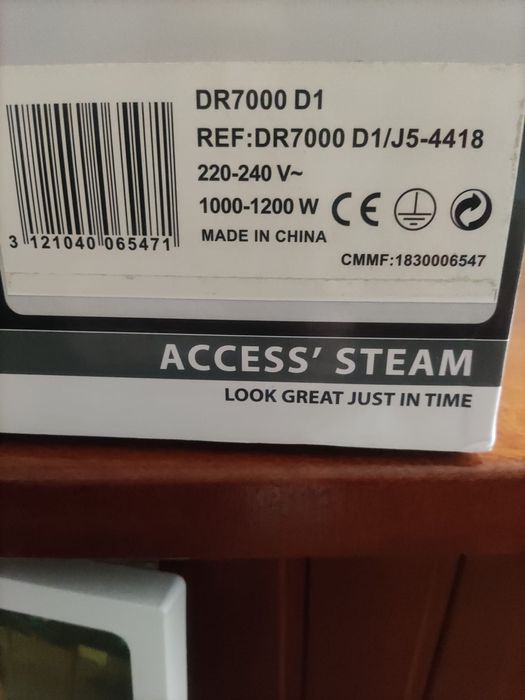 DR7000 D1
REF:DR7000 D1/J5-4418
220-240 V~
1000-1200 W CE
MADE IN CHINA
3 121040 065471
CMMF:1830006547
ACCESS' STEAM
LOOK GREAT JUST IN TIME